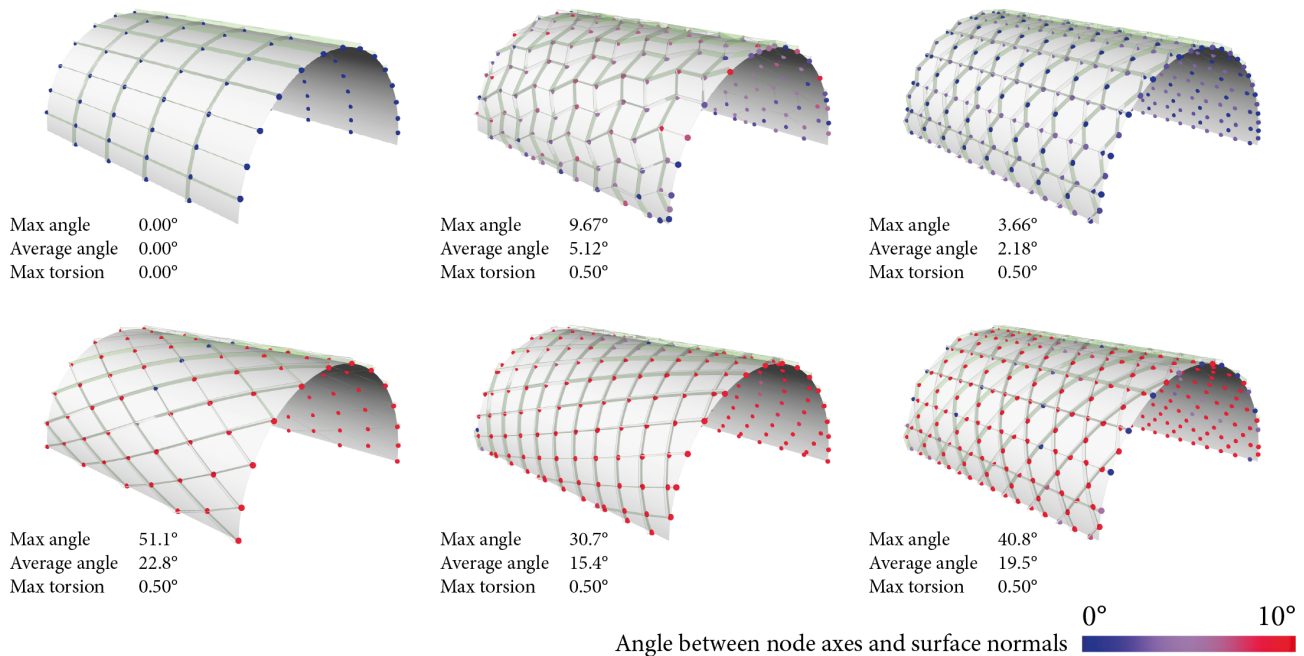 Max angle 0.00°
Average angle 0.00°
Max torsion 0.00°
Max angle 9.67°
Average angle 5.12°
Max torsion 0.50°
Max angle 3.66°
Average angle 2.18°
Max torsion 0.50°
Max angle 51.1°
Average angle 22.8°
Max torsion 0.50°
Max angle 30.7°
Average angle 15.4°
Max torsion 0.50°
Max angle 40.8°
Average angle 19.5°
Max torsion 0.50°
0° 10°
Angle between node axes and surface normals